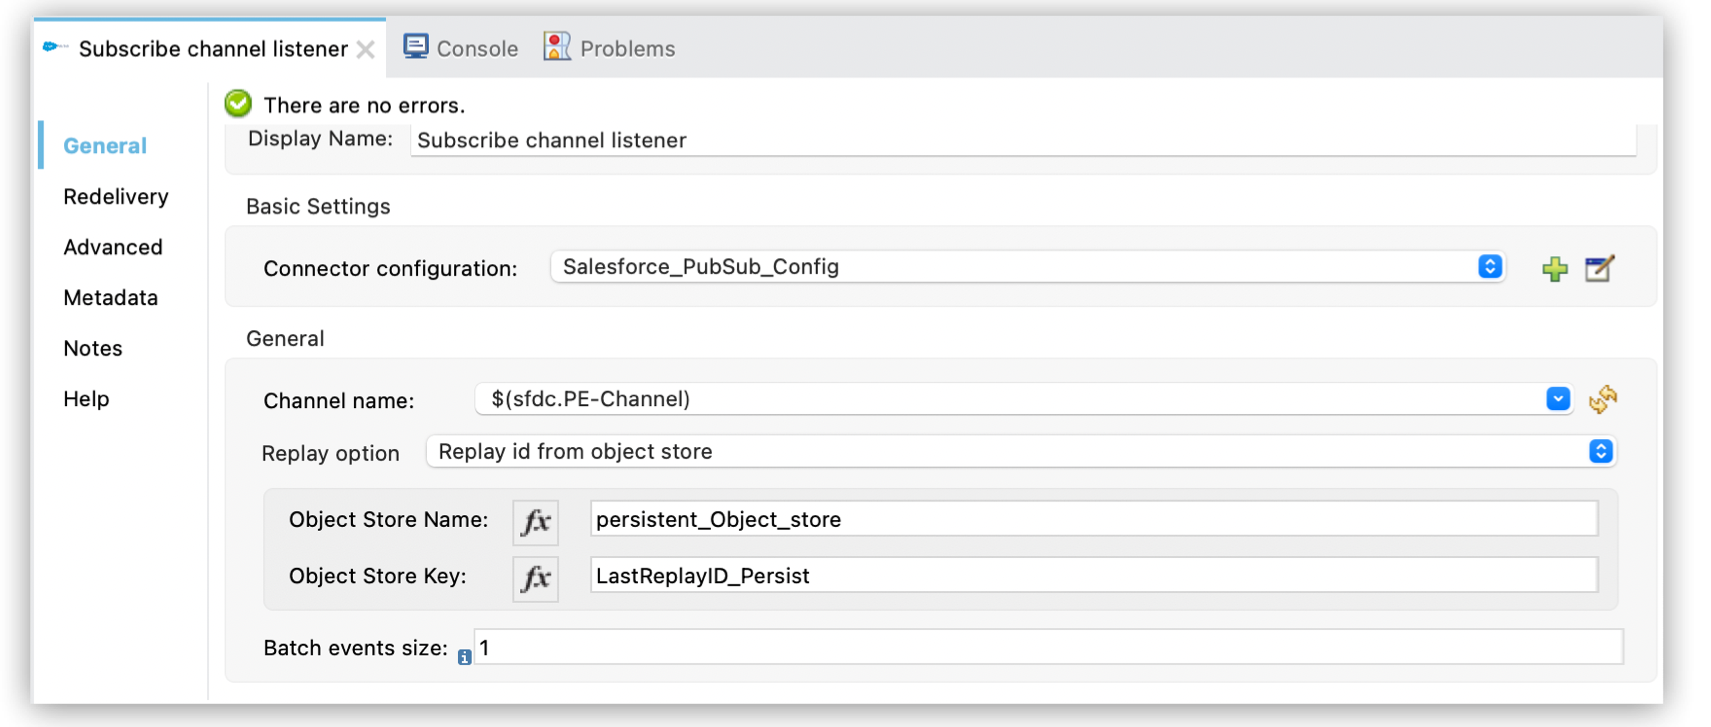 Subscribe channel listener Console Problems
There are no errors.
General
Display Name: Subscribe channel listener
Redelivery
Basic Settings
Advanced
Connector configuration: Salesforce_PubSub_Config
Metadata
General
Notes
Help
Channel name: $(sfdc.PE-Channel)
Replay option Replay id from object store
Object Store Name: fx persistent_Object_store
Object Store Key: fx LastReplayID_Persist
Batch events size: 1